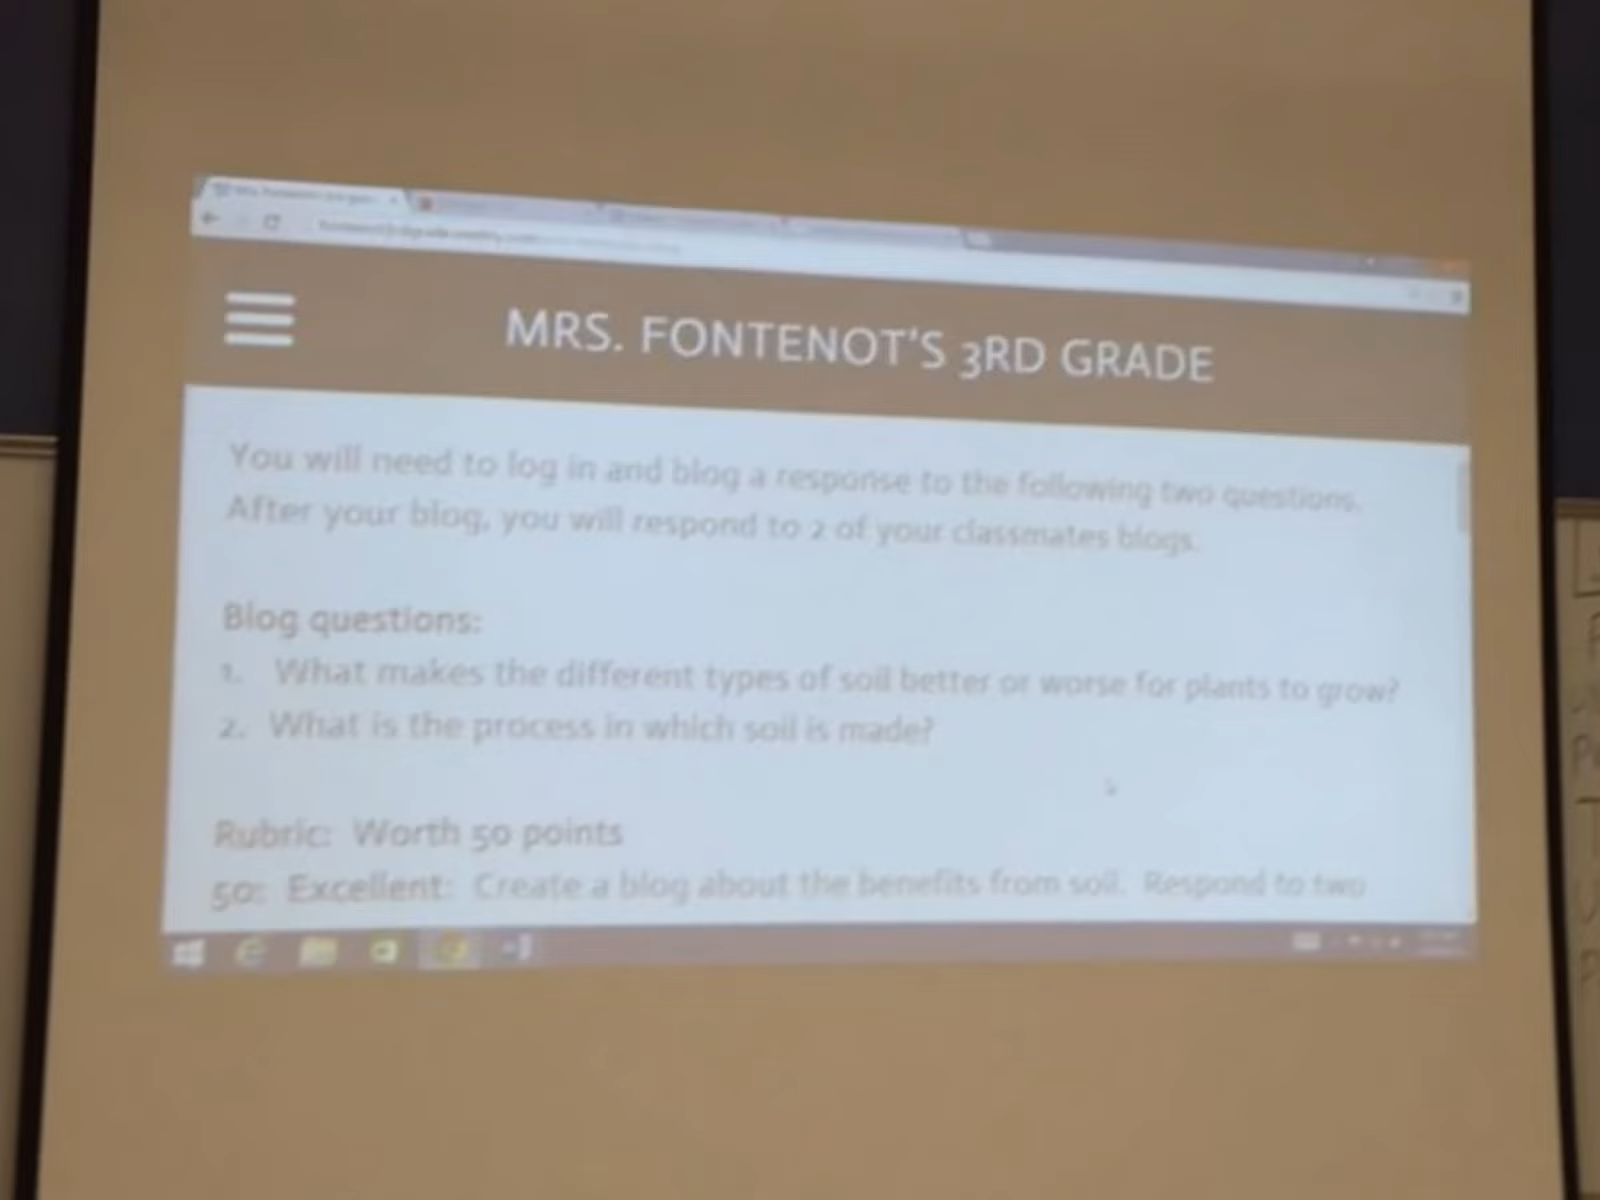 MRS. FONTENOT'S 3RD GRADE
You will need to log in and blog a response to the following two questions.
After your blog, you will respond to 2 of your classmates blogs.
Blog questions:
1. What makes the different types of soil better or worse for plants to grow?
2. What is the process in which soil is made?
Rubric: Worth 50 points
50: Excellent: Create a blog about the benefits from soil. Respond to two